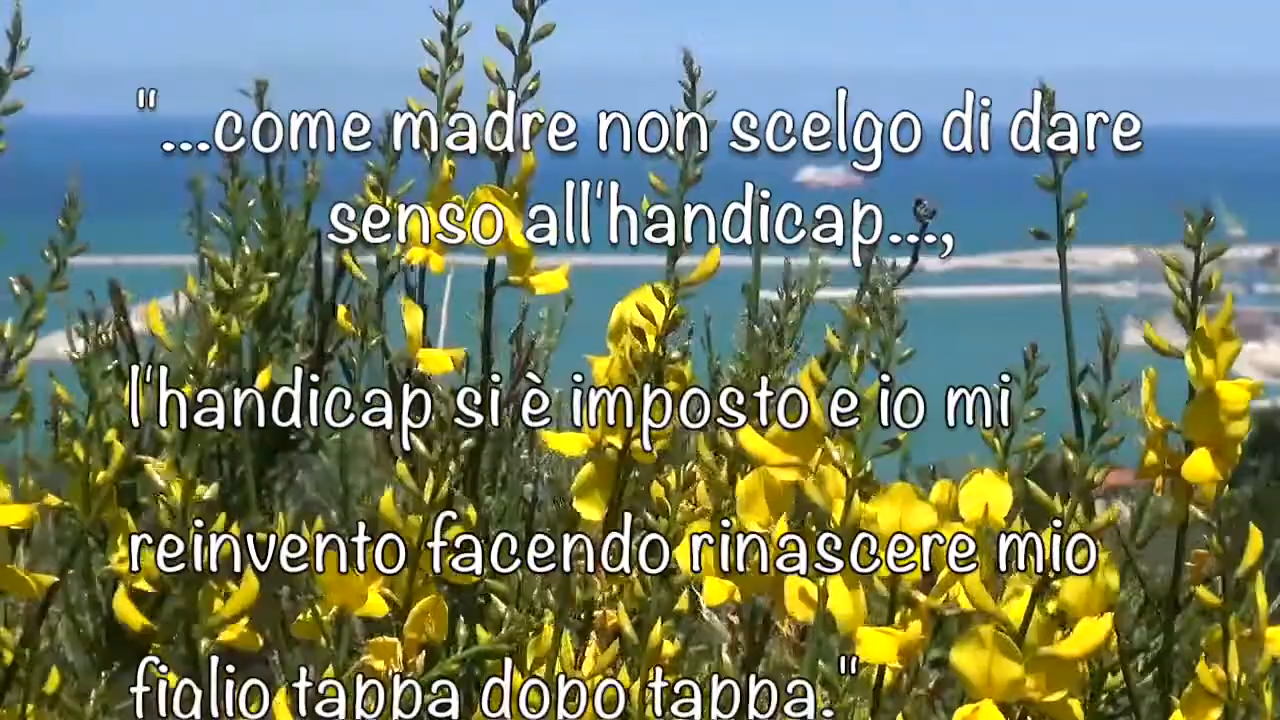 "...come madre non scelgo di dare
senso all'handicap...,
l'handicap si è imposto e io mi
reinvento facendo rinascere mio
figlio tappa dopo tappa."